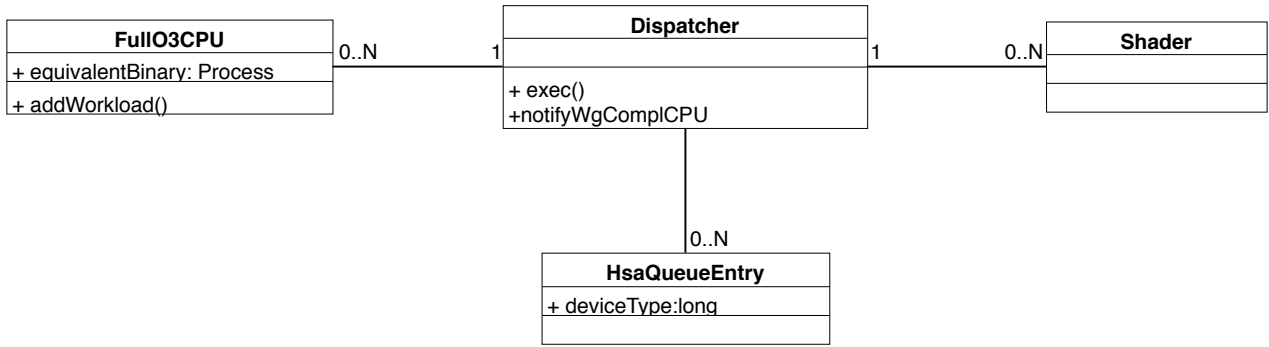 FullO3CPU
+ equivalentBinary: Process
+ addWorkload()
0..N
1
Dispatcher
+ exec()
+notifyWgComplCPU
1
0..N
Shader
0..N
HsaQueueEntry
+ deviceType:long